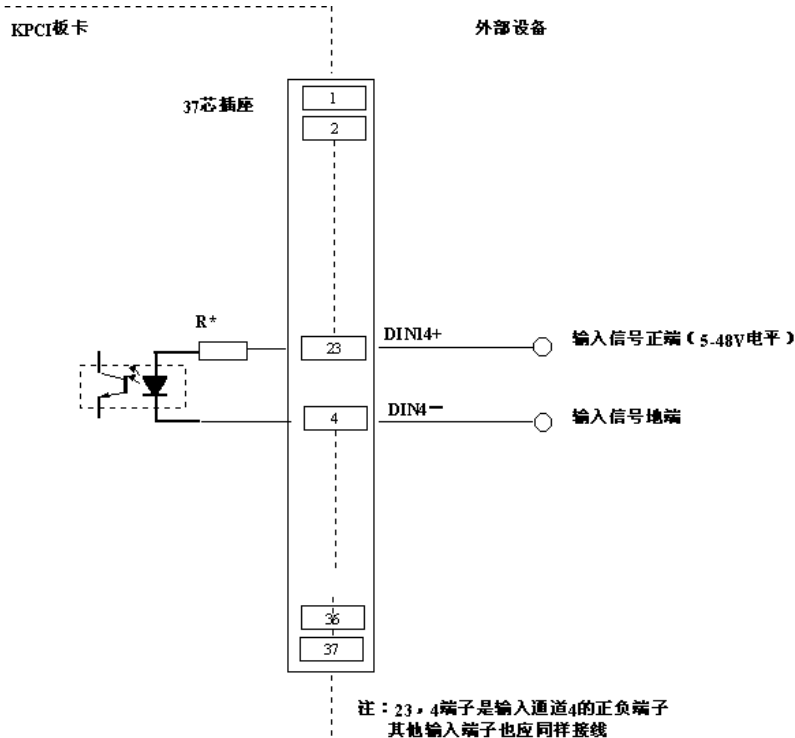 KPCI板卡
外部设备
37芯插座
1
2
R*
23
DIN14+
输入信号正端（5-48V电平）
4
DIN4－
输入信号地端
36
37
注：23，4端子是输入通道4的正负端子
其他输入端子也应同样接线